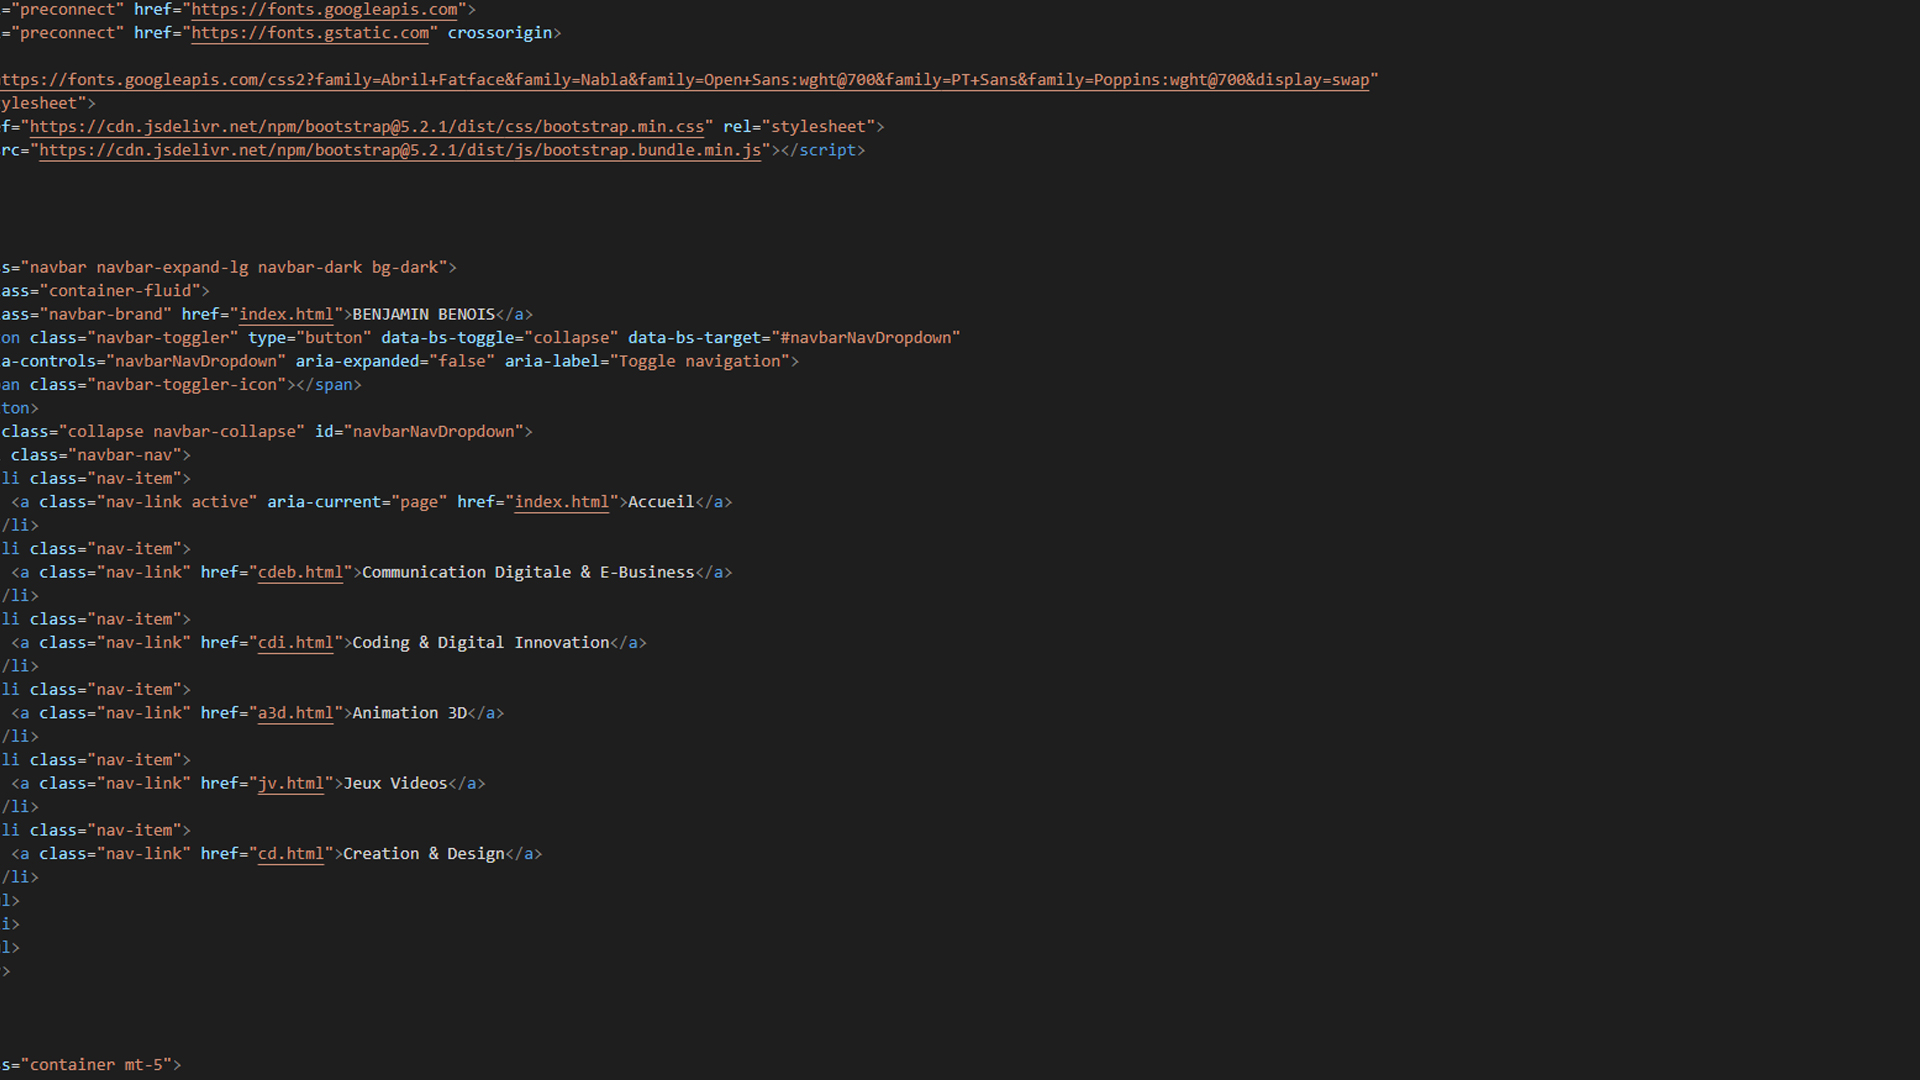 ="preconnect" href="https://fonts.googleapis.com">
="preconnect" href="https://fonts.gstatic.com" crossorigin>
ttps://fonts.googleapis.com/css2?family=Abril+Fatface&family=Nabla&family=Open+Sans:wght@700&family=PT+Sans&family=Poppins:wght@700&display=swap"
ylesheet">
f="https://cdn.jsdelivr.net/npm/bootstrap@5.2.1/dist/css/bootstrap.min.css" rel="stylesheet">
rc="https://cdn.jsdelivr.net/npm/bootstrap@5.2.1/dist/js/bootstrap.bundle.min.js"></script>
s="navbar navbar-expand-lg navbar-dark bg-dark">
ass="container-fluid">
ass="navbar-brand" href="index.html">BENJAMIN BENOIS</a>
on class="navbar-toggler" type="button" data-bs-toggle="collapse" data-bs-target="#navbarNavDropdown"
a-controls="navbarNavDropdown" aria-expanded="false" aria-label="Toggle navigation">
an class="navbar-toggler-icon"></span>
ton>
class="collapse navbar-collapse" id="navbarNavDropdown">
class="navbar-nav">
li class="nav-item">
<a class="nav-link active" aria-current="page" href="index.html">Accueil</a>
/li>
li class="nav-item">
<a class="nav-link" href="cdeb.html">Communication Digitale & E-Business</a>
/li>
li class="nav-item">
<a class="nav-link" href="cdi.html">Coding & Digital Innovation</a>
/li>
li class="nav-item">
<a class="nav-link" href="a3d.html">Animation 3D</a>
/li>
li class="nav-item">
<a class="nav-link" href="jv.html">Jeux Videos</a>
/li>
li class="nav-item">
<a class="nav-link" href="cd.html">Creation & Design</a>
/li>
l>
i>
l>
>
s="container mt-5">